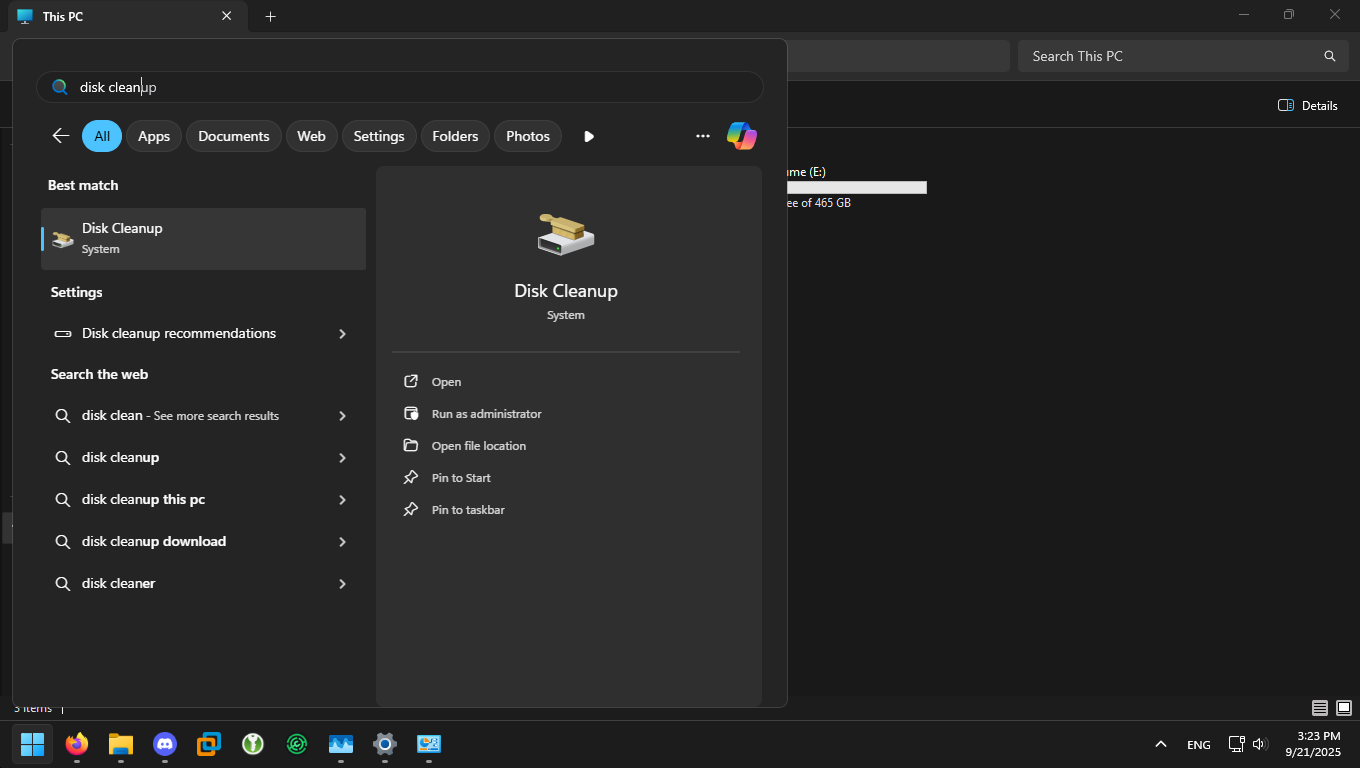 This PC
Search This PC
disk cleanup
Details
All Apps Documents Web Settings Folders Photos
Best match
Disk Cleanup
System
Settings
Disk cleanup recommendations
Search the web
disk clean - See more search results
disk cleanup
disk cleanup this pc
disk cleanup download
disk cleaner
Disk Cleanup
System
Open
Run as administrator
Open file location
Pin to Start
Pin to taskbar
(E:)
of 465 GB
3 items
ENG
3:23 PM
9/21/2025